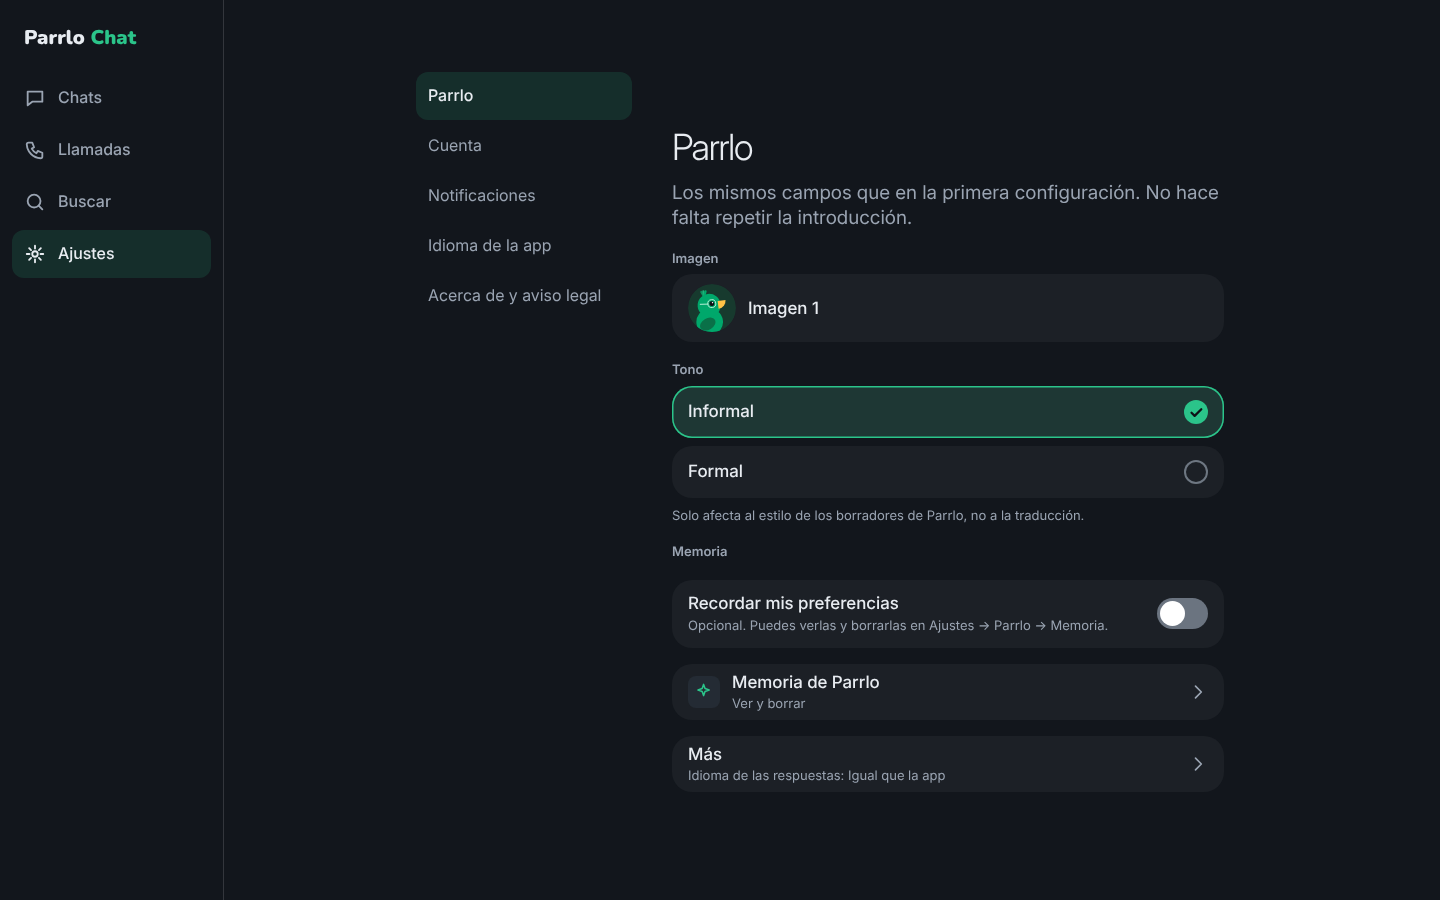 Parrlo Chat
Chats
Llamadas
Buscar
Ajustes
Parrlo
Cuenta
Notificaciones
Idioma de la app
Acerca de y aviso legal
Parrlo
Los mismos campos que en la primera configuración. No hace
falta repetir la introducción.
Imagen
Imagen 1
Tono
Informal
Formal
Solo afecta al estilo de los borradores de Parrlo, no a la traducción.
Memoria
Recordar mis preferencias
Opcional. Puedes verlas y borrarlas en Ajustes → Parrlo → Memoria.
Memoria de Parrlo
Ver y borrar
Más
Idioma de las respuestas: Igual que la app